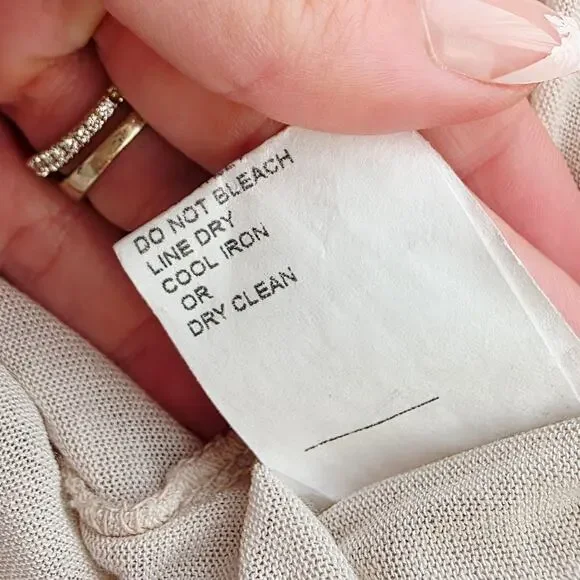 DO NOT BLEACH
LINE DRY
COOL IRON
OR
DRY CLEAN